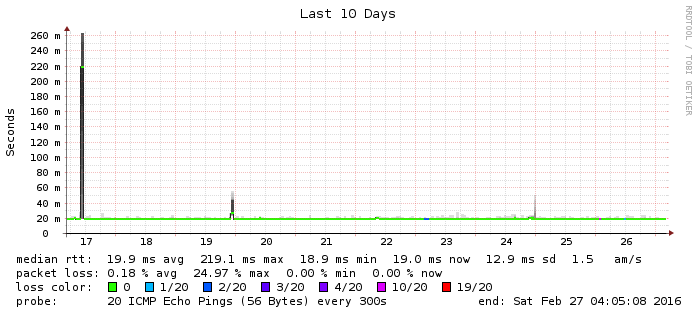 Last 10 Days
RRDTOOL / TOBI OETIKER
Seconds
260 m
240 m
220 m
200 m
180 m
160 m
140 m
120 m
100 m
80 m
60 m
40 m
20 m
0
17 18 19 20 21 22 23 24 25 26
median rtt: 19.9 ms avg 219.1 ms max 18.9 ms min 19.0 ms now 12.9 ms sd 1.5 am/s
packet loss: 0.18 % avg 24.97 % max 0.00 % min 0.00 % now
loss color: 0 1/20 2/20 3/20 4/20 10/20 19/20
probe: 20 ICMP Echo Pings (56 Bytes) every 300s end: Sat Feb 27 04:05:08 2016